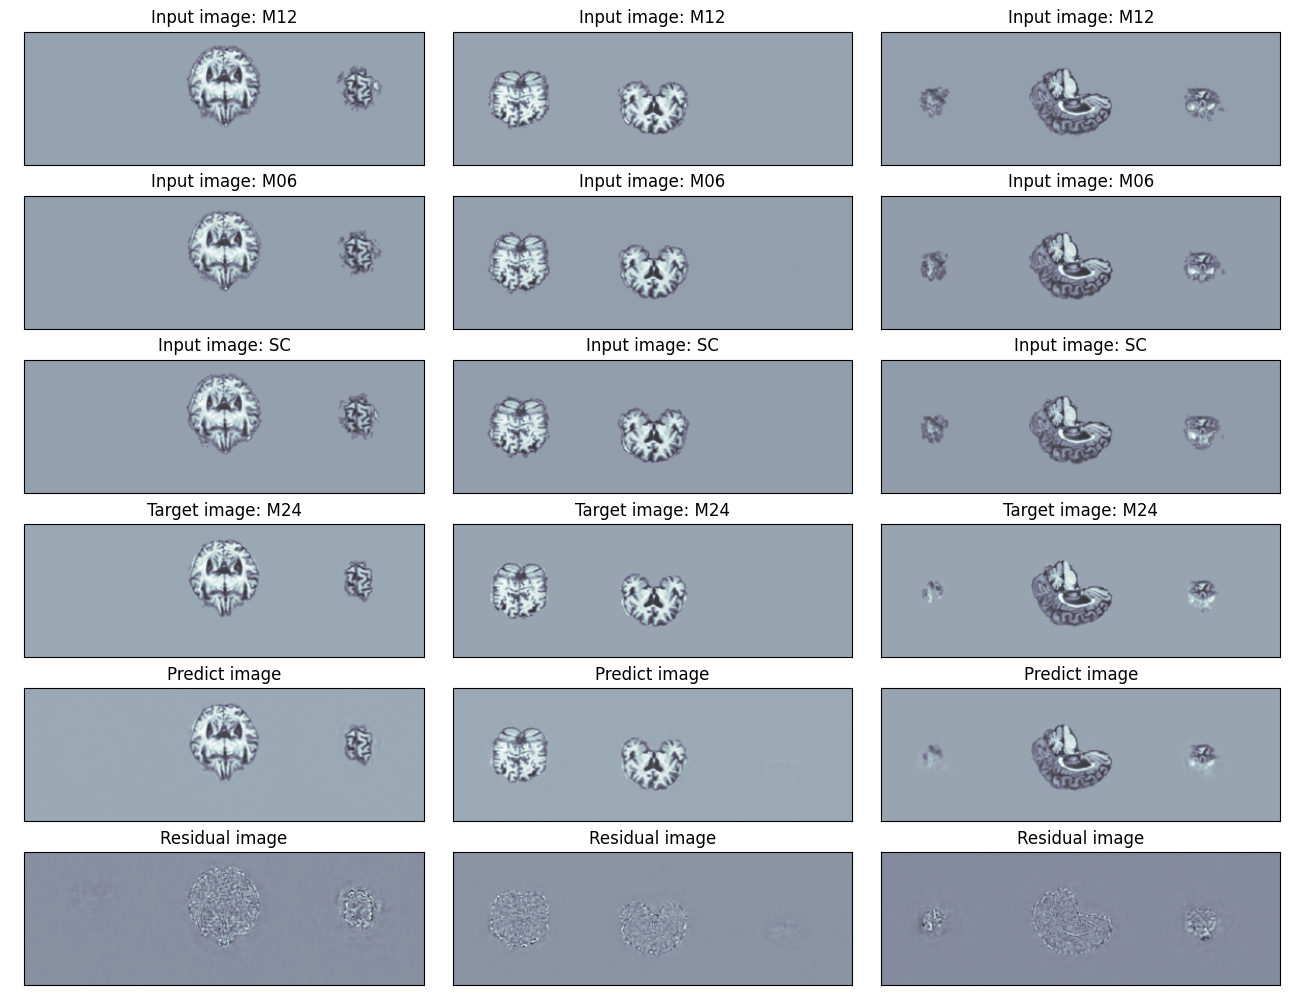 Input image: M12 Input image: M12 Input image: M12
Input image: M06 Input image: M06 Input image: M06
Input image: SC Input image: SC Input image: SC
Target image: M24 Target image: M24 Target image: M24
Predict image Predict image Predict image
Residual image Residual image Residual image